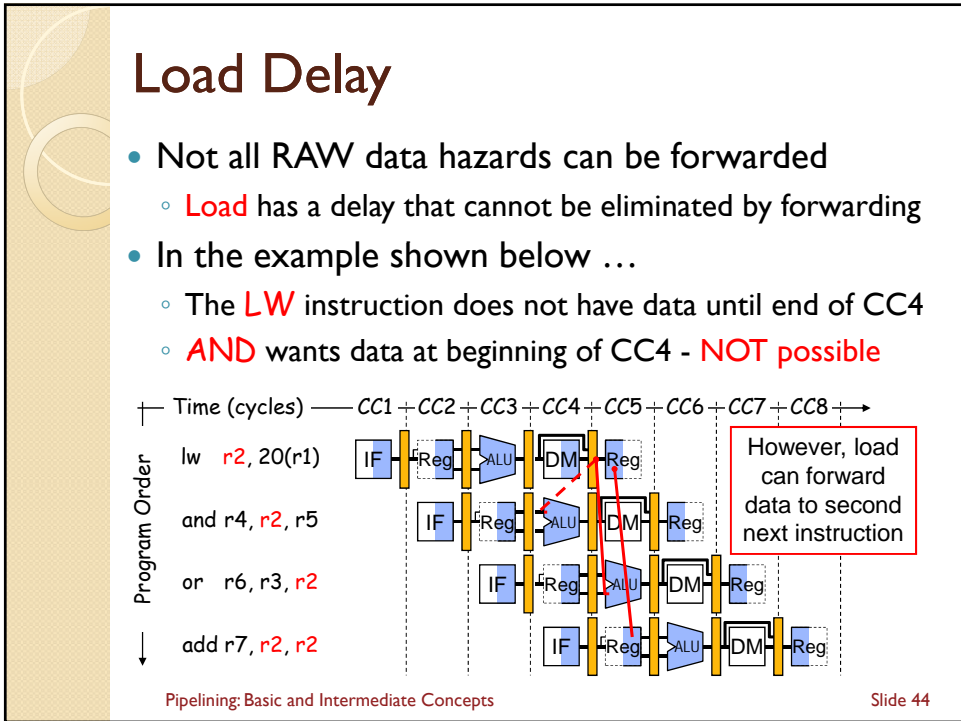 Load Delay
• Not all RAW data hazards can be forwarded
◦ Load has a delay that cannot be eliminated by forwarding
• In the example shown below …
◦ The LW instruction does not have data until end of CC4
◦ AND wants data at beginning of CC4 - NOT possible
Time (cycles) CC1 CC2 CC3 CC4 CC5 CC6 CC7 CC8
Program Order
lw r2, 20(r1) IF Reg ALU DM Reg
However, load
can forward
data to second
next instruction
and r4, r2, r5 IF Reg ALU DM Reg
or r6, r3, r2 IF Reg ALU DM Reg
add r7, r2, r2 IF Reg ALU DM Reg
Pipelining: Basic and Intermediate Concepts Slide 44